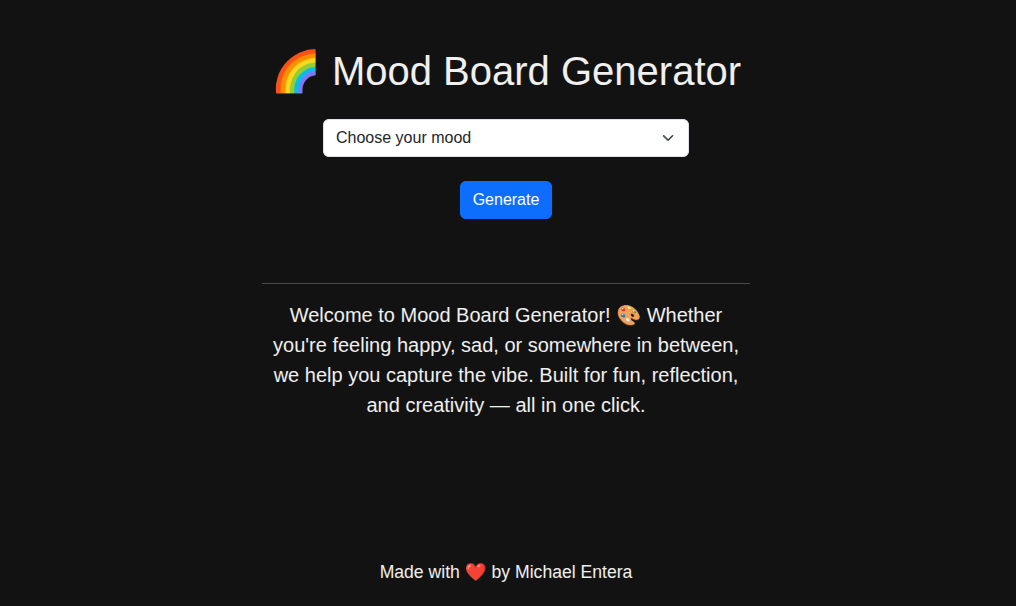 🌈 Mood Board Generator
Choose your mood
Generate
Welcome to Mood Board Generator! 🎨 Whether
you're feeling happy, sad, or somewhere in between,
we help you capture the vibe. Built for fun, reflection,
and creativity — all in one click.
Made with ❤️ by Michael Entera